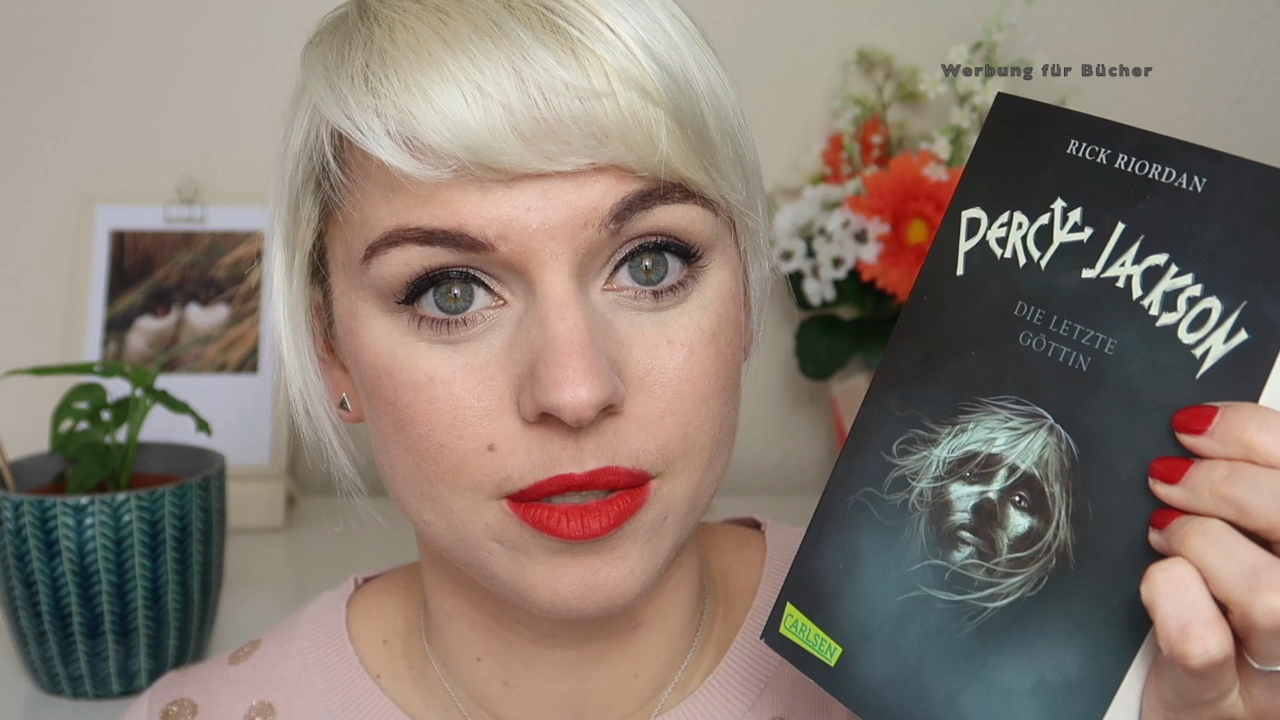 Werbung für Bücher
RICK RIORDAN
PERCY JACKSON
DIE LETZTE
GÖTTIN
CARLSEN